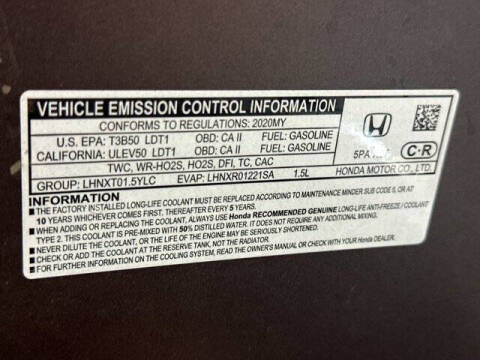 VEHICLE EMISSION CONTROL INFORMATION
CONFORMS TO REGULATIONS: 2020MY
U.S. EPA: T3B50 LDT1 OBD: CA II FUEL: GASOLINE
CALIFORNIA: ULEV50 LDT1 OBD: CA II FUEL: GASOLINE
TWC, WR-HO2S, HO2S, DFI, TC, CAC
GROUP: LHNXT01.5YLC EVAP: LHNXR01221SA 1.5L
5PA
C-R
HONDA MOTOR CO., LTD.
IMPORTANT INFORMATION
■ THE FACTORY INSTALLED LONG-LIFE COOLANT MUST BE REPLACED ACCORDING TO MAINTENANCE MINDER SUB CODE 5, OR AT
10 YEARS WHICHEVER COMES FIRST. THEREAFTER EVERY 5 YEARS.
■ WHEN ADDING OR REPLACING THE COOLANT, ALWAYS USE Honda RECOMMENDED GENUINE LONG-LIFE COOLANT/ANTIFREEZE
TYPE 2. THIS COOLANT IS PRE-MIXED WITH 50% DISTILLED WATER. IT DOES NOT REQUIRE ANY ADDITIONAL MIXING.
■ NEVER DILUTE THE COOLANT, OR THE LIFE OF THE ENGINE MAY BE SERIOUSLY SHORTENED.
■ ADD THE COOLANT AT THE RESERVE TANK, NOT THE RADIATOR.
■ FOR FURTHER INFORMATION ON THE COOLING SYSTEM, READ THE OWNER'S MANUAL OR CHECK WITH YOUR Honda DEALER.